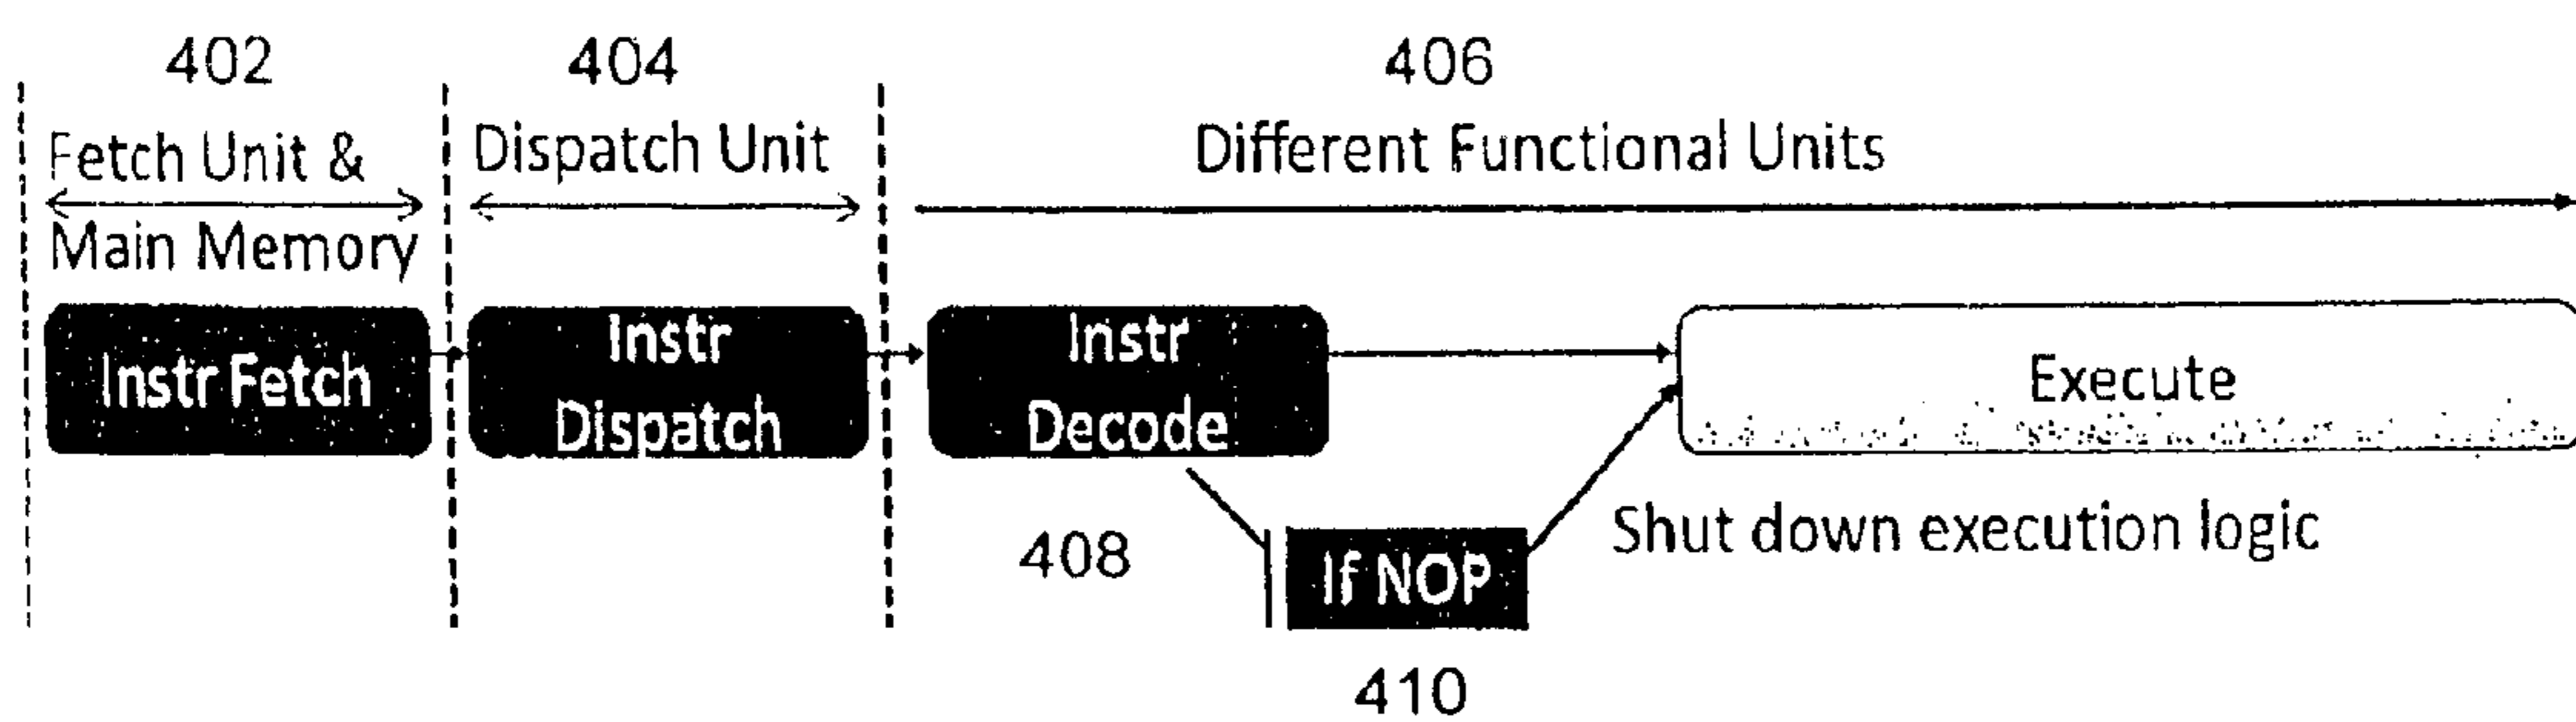 402
404
406
Fetch Unit &
Main Memory
Dispatch Unit
Different Functional Units
Instr Fetch
Instr
Dispatch
Instr
Decode
Execute
408
If NOP
Shut down execution logic
410